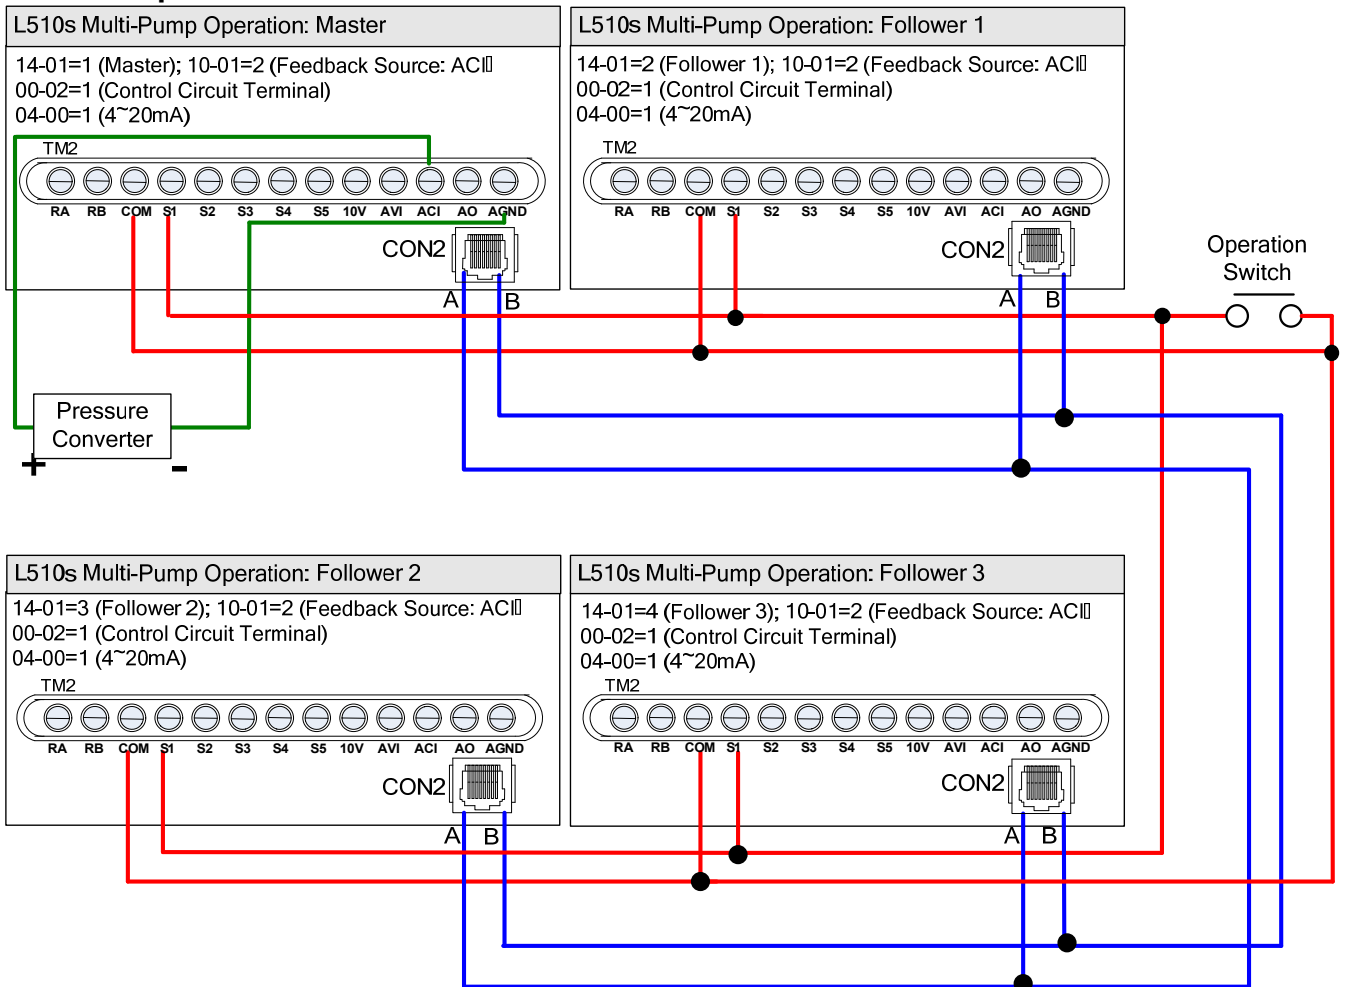 L510s Multi-Pump Operation: Master
14-01=1 (Master); 10-01=2 (Feedback Source: ACI
00-02=1 (Control Circuit Terminal)
04-00=1 (4~20mA)
TM2
RA RB COM S1 S2 S3 S4 S5 10V AVI ACI AO AGND
CON2
A B
L510s Multi-Pump Operation: Follower 1
14-01=2 (Follower 1); 10-01=2 (Feedback Source: ACI
00-02=1 (Control Circuit Terminal)
04-00=1 (4~20mA)
TM2
RA RB COM S1 S2 S3 S4 S5 10V AVI ACI AO AGND
CON2
A B
Operation
Switch
Pressure
Converter
+ -
L510s Multi-Pump Operation: Follower 2
14-01=3 (Follower 2); 10-01=2 (Feedback Source: ACI
00-02=1 (Control Circuit Terminal)
04-00=1 (4~20mA)
TM2
RA RB COM S1 S2 S3 S4 S5 10V AVI ACI AO AGND
CON2
A B
L510s Multi-Pump Operation: Follower 3
14-01=4 (Follower 3); 10-01=2 (Feedback Source: ACI
00-02=1 (Control Circuit Terminal)
04-00=1 (4~20mA)
TM2
RA RB COM S1 S2 S3 S4 S5 10V AVI ACI AO AGND
CON2
A B